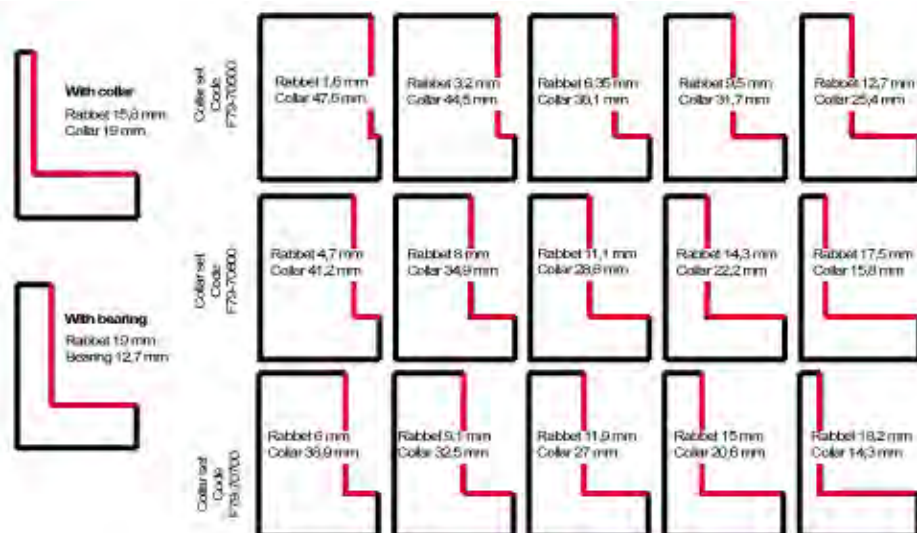 With collar
Rabbet 15,8 mm
Collar 19 mm
With bearing
Rabbet 19 mm
Bearing 12,7 mm
Collar set
Code
Rabbet 1,6 mm
Collar 47,6 mm
Rabbet 3,2 mm
Collar 44,5 mm
Rabbet 6,35 mm
Collar 38,1 mm
Rabbet 9,5 mm
Collar 31,7 mm
Rabbet 12,7 mm
Collar 25,4 mm
Collar set
Code
F79-70600
Rabbet 4,7 mm
Collar 41,2 mm
Rabbet 8 mm
Collar 34,9 mm
Rabbet 11,1 mm
Collar 28,6 mm
Rabbet 14,3 mm
Collar 22,2 mm
Rabbet 17,5 mm
Collar 15,8 mm
Collar set
Code
F79-70700
Rabbet 6 mm
Collar 38,9 mm
Rabbet 9,1 mm
Collar 32,5 mm
Rabbet 11,9 mm
Collar 27 mm
Rabbet 15 mm
Collar 20,6 mm
Rabbet 18,2 mm
Collar 14,3 mm